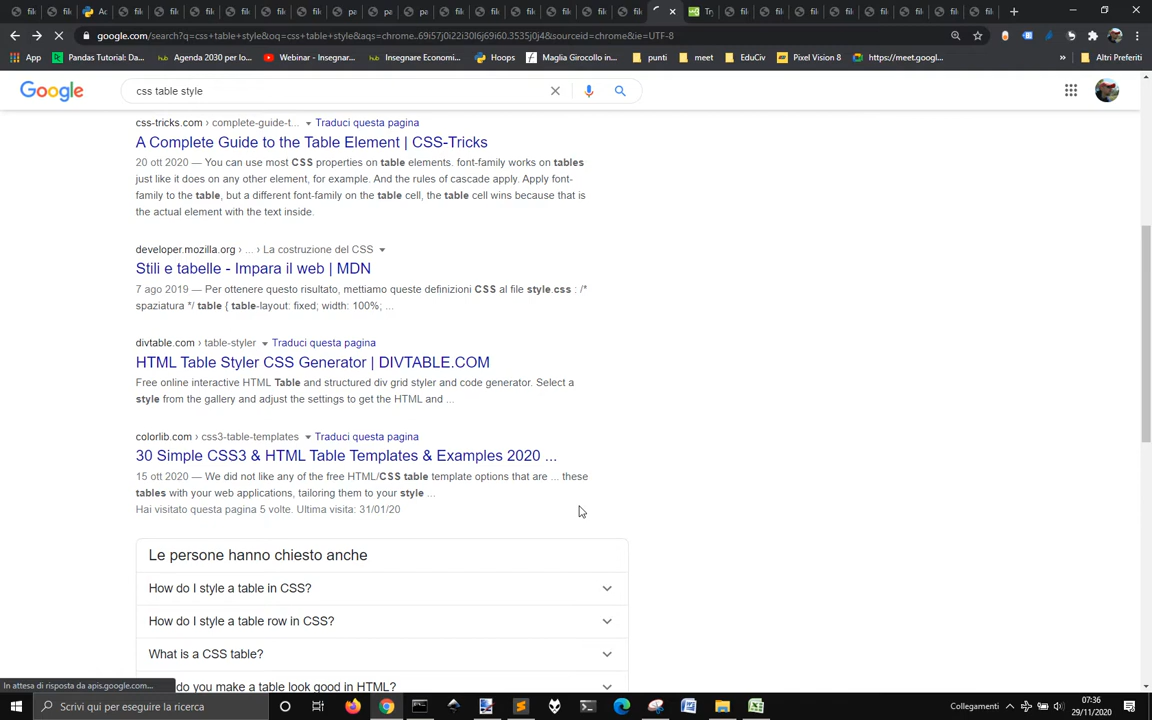 google.com/search?q=css+table+style&oq=css+table+style&aqs=chrome..69i57j0i22i30l6j69i60.3535j0j4&sourceid=chrome&ie=UTF-8
App
Pandas Tutorial: Da...
Agenda 2030 per lo...
Webinar - Insegnar...
Insegnare Economi...
Hoops
Maglia Girocollo in...
punti
meet
EduCiv
Pixel Vision 8
https://meet.googl...
»
Altri Preferiti
Google
css table style
css-tricks.com › complete-guide-t... Traduci questa pagina
A Complete Guide to the Table Element | CSS-Tricks
20 ott 2020 — You can use most CSS properties on table elements. font-family works on tables
just like it does on any other element, for example. And the rules of cascade apply. Apply font-
family to the table, but a different font-family on the table cell, the table cell wins because that is
the actual element with the text inside.
developer.mozilla.org › ... › La costruzione del CSS
Stili e tabelle - Impara il web | MDN
7 ago 2019 — Per ottenere questo risultato, mettiamo queste definizioni CSS al file style.css : /*
spaziatura */ table { table-layout: fixed; width: 100%; ...
divtable.com › table-styler Traduci questa pagina
HTML Table Styler CSS Generator | DIVTABLE.COM
Free online interactive HTML Table and structured div grid styler and code generator. Select a
style from the gallery and adjust the settings to get the HTML and ...
colorlib.com › css3-table-templates Traduci questa pagina
30 Simple CSS3 & HTML Table Templates & Examples 2020 ...
15 ott 2020 — We did not like any of the free HTML/CSS table template options that are ... these
tables with your web applications, tailoring them to your style ...
Hai visitato questa pagina 5 volte. Ultima visita: 31/01/20
Le persone hanno chiesto anche
How do I style a table in CSS?
How do I style a table row in CSS?
What is a CSS table?
do you make a table look good in HTML?
In attesa di risposta da apis.google.com...
Scrivi qui per eseguire la ricerca
Collegamenti
07:36
29/11/2020